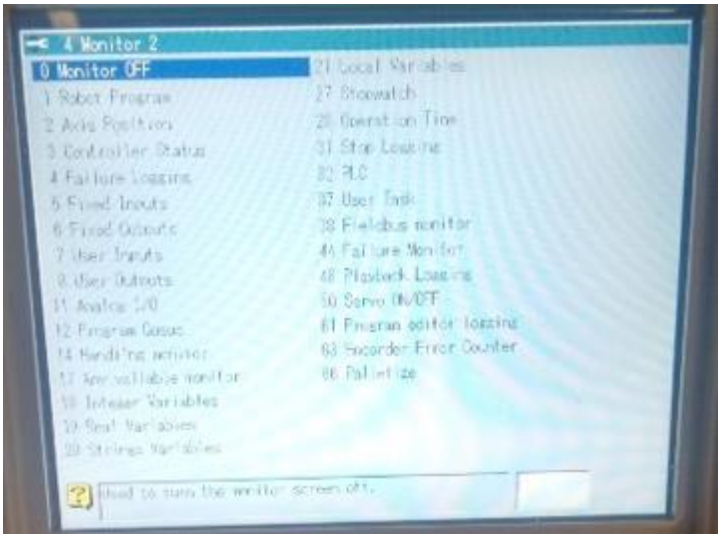 4 Monitor 2
0 Monitor OFF
1 Robot Program
2 Axis Position
3 Controller Status
4 Failure Logging
5 Fixed Inputs
6 Fixed Outputs
7 User Inputs
8 User Outputs
11 Analog I/O
12 Program Queue
14 Handling monitor
17 monitor
18 Integer Variables
19 Real Variables
20 Strings Variables
21 Local Variables
27 Stopwatch
28 Operation Time
31 Stop Logging
32 PLC
37 User Task
38 Fieldbus monitor
44 Failure Monitor
48 Playback Logging
50 Servo ON/OFF
61 Program editor logging
63 Encorder Error Counter
66 Palletize
Used to turn the monitor screen off.